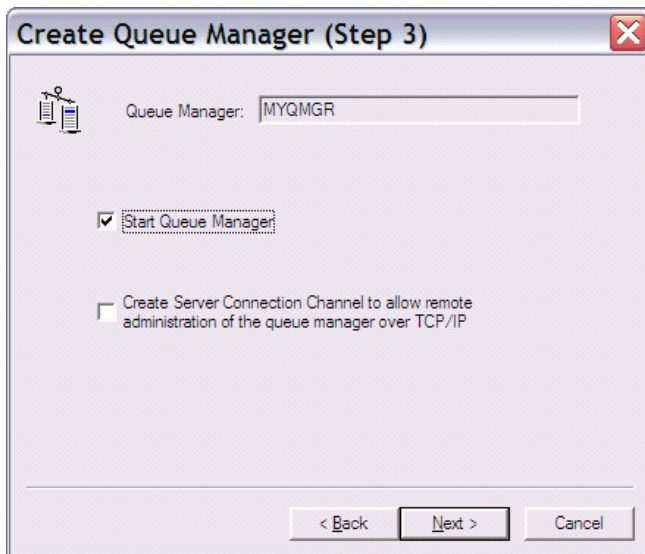 Create Queue Manager (Step 3)
Queue Manager: MYQMGR
Start Queue Manager
Create Server Connection Channel to allow remote
administration of the queue manager over TCP/IP
< Back Next > Cancel